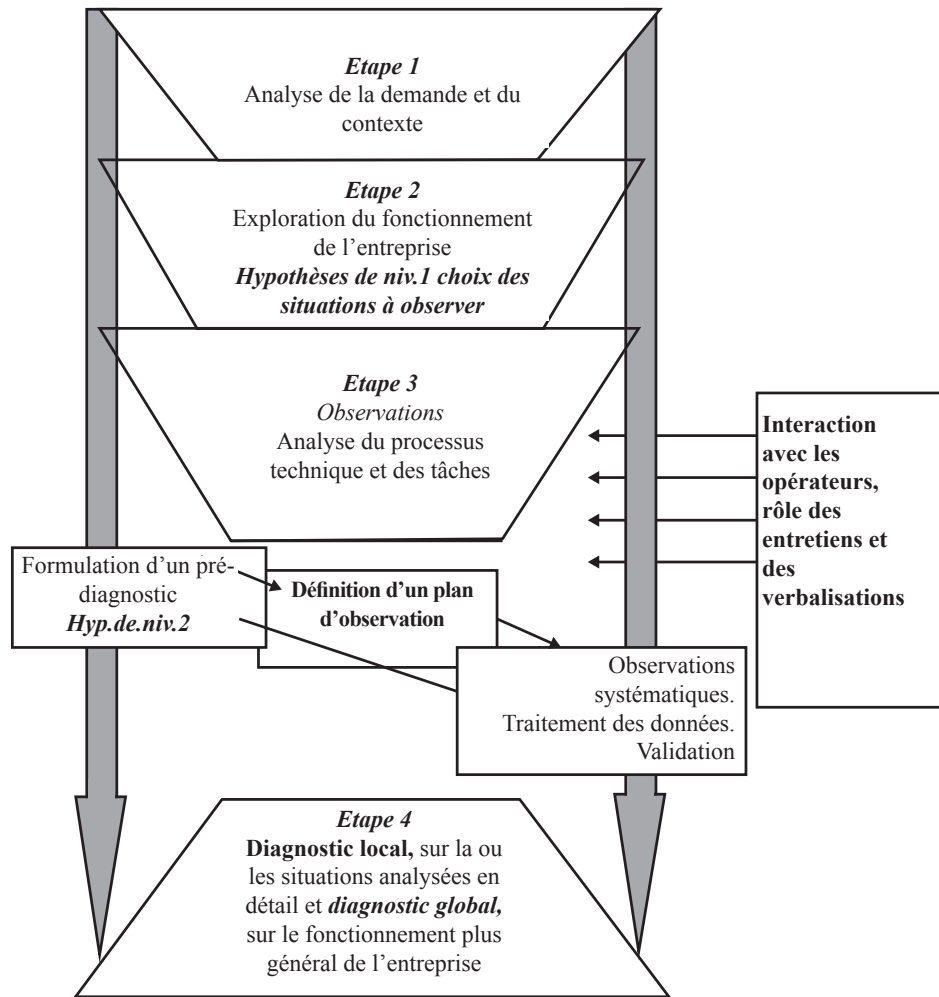 Etape 1
Analyse de la demande et du
contexte
Etape 2
Exploration du fonctionnement
de l’entreprise
Hypothèses de niv.1 choix des
situations à observer
Etape 3
Observations
Analyse du processus
technique et des tâches
Interaction
avec les
opérateurs,
rôle des
entretiens et
des
verbalisations
Formulation d’un pré-
diagnostic
Hyp.de.niv.2
Définition d’un plan
d’observation
Observations
systématiques.
Traitement des données.
Validation
Etape 4
Diagnostic local, sur la ou
les situations analysées en
détail et diagnostic global,
sur le fonctionnement plus
général de l’entreprise